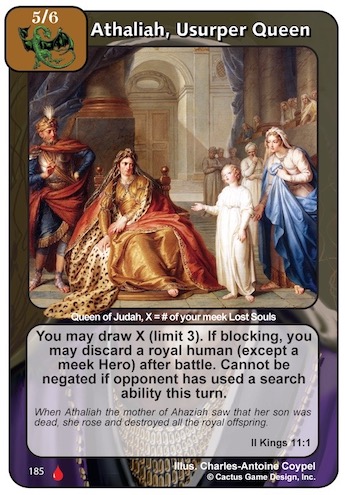 5/6
Athaliah, Usurper Queen
Queen of Judah, X = # of your meek Lost Souls
You may draw X (limit 3). If blocking, you
may discard a royal human (except a
meek Hero) after battle. Cannot be
negated if opponent has used a search
ability this turn.
When Athaliah the mother of Ahaziah saw that her son was
dead, she rose and destroyed all the royal offspring.
II Kings 11:1
Illus. Charles-Antoine Coypel
185
© Cactus Game Design, Inc.